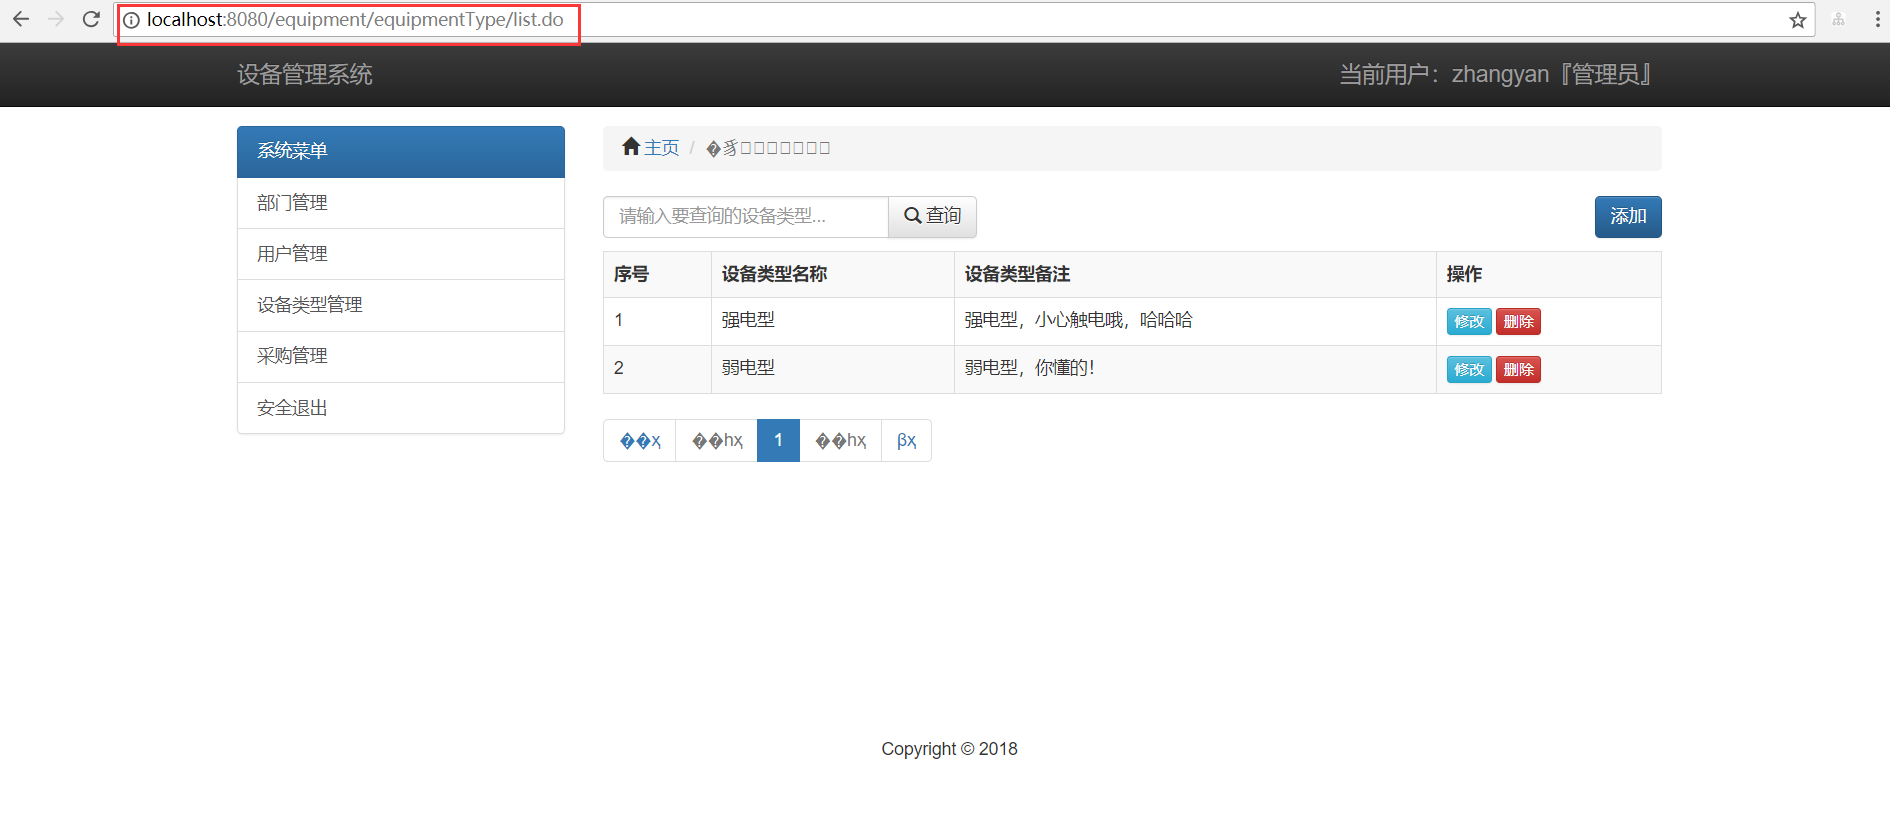 localhost:8080/equipment/equipmentType/list.do
设备管理系统
当前用户：zhangyan『管理员』
系统菜单
部门管理
用户管理
设备类型管理
采购管理
安全退出
主页 /
请输入要查询的设备类型...
查询
添加
序号 设备类型名称 设备类型备注 操作
1 强电型 强电型，小心触电哦，哈哈哈 修改 删除
2 弱电型 弱电型，你懂的！ 修改 删除
��ҳ ��һҳ 1 ��һҳ βҳ
Copyright © 2018